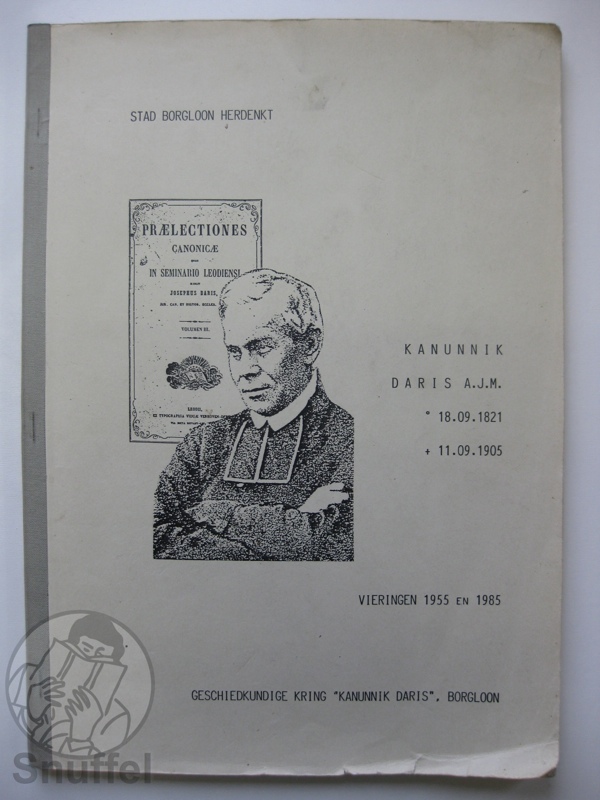 STAD BORGLOON HERDENKT
PRÆLECTIONES
CANONICÆ
IN SEMINARIO LEODIENSI
JOSEPHUS DARIS,
VOLUMEN III.
KANUNNIK
DARIS A.J.M.
° 18.09.1821
+ 11.09.1905
VIERINGEN 1955 EN 1985
GESCHIEDKUNDIGE KRING "KANUNNIK DARIS", BORGLOON
Snuffel